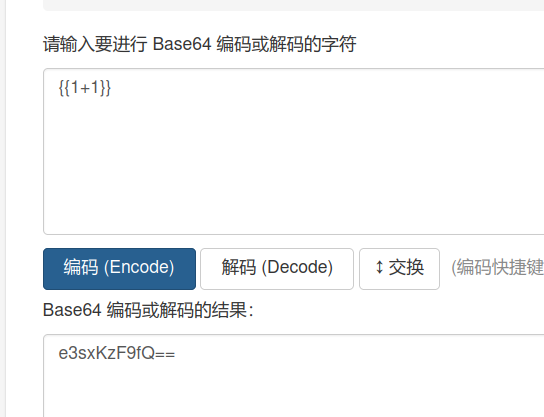 请输入要进行 Base64 编码或解码的字符
{{1+1}}
编码 (Encode) 解码 (Decode) ↕ 交换 (编码快捷键
Base64 编码或解码的结果：
e3sxKzF9fQ==